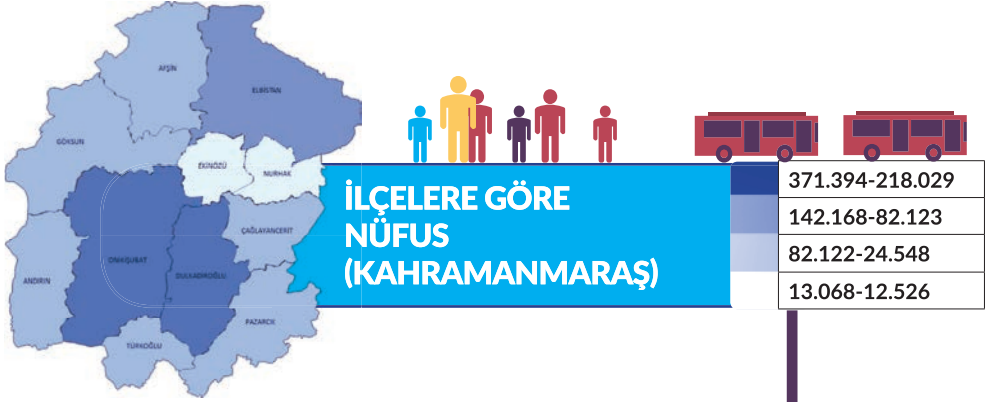 AFŞİN
ELBİSTAN
GÖKSUN
EKİNÖZÜ
NURHAK
ÇAĞLAYANCERİT
ONİKİŞUBAT
DULKADİROĞLU
ANDIRIN
PAZARCIK
TÜRKOĞLU
İLÇELERE GÖRE
NÜFUS
(KAHRAMANMARAŞ)
371.394-218.029
142.168-82.123
82.122-24.548
13.068-12.526